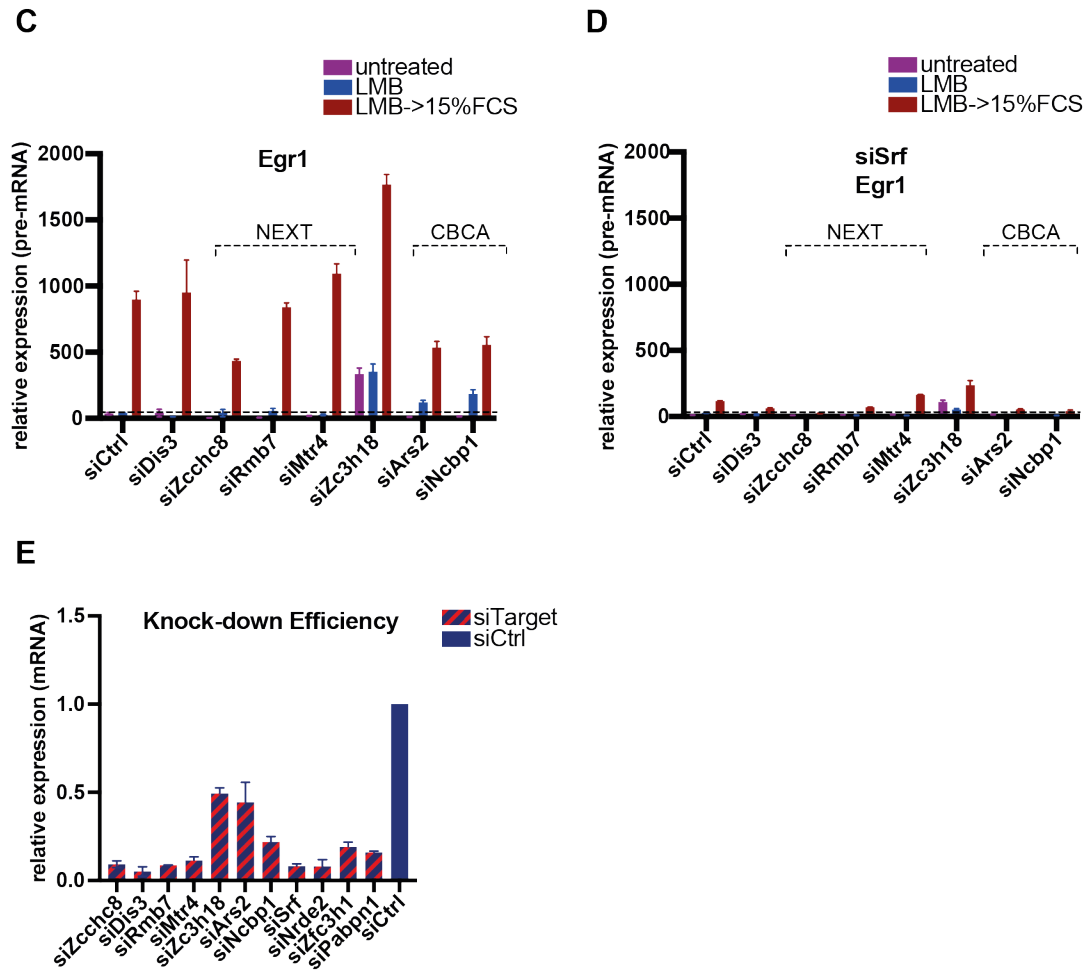 C
untreated
LMB
LMB->15%FCS
Egr1
NEXT
CBCA
relative expression (pre-mRNA)
2000
1500
1000
500
0
siCtrl
siDis3
siZcchc8
siRmb7
siMtr4
siZc3h18
siArs2
siNcbp1
D
untreated
LMB
LMB->15%FCS
siSrf
Egr1
NEXT
CBCA
relative expression (pre-mRNA)
2000
1500
1000
500
0
siCtrl
siDis3
siZcchc8
siRmb7
siMtr4
siZc3h18
siArs2
siNcbp1
E
Knock-down Efficiency
siTarget
siCtrl
relative expression (mRNA)
1.5
1.0
0.5
0.0
siZcchc8
siDis3
siRmb7
siMtr4
siZc3h18
siArs2
siNcbp1
siSrf
siNrde2
siZfc3h1
siPabpn1
siCtrl